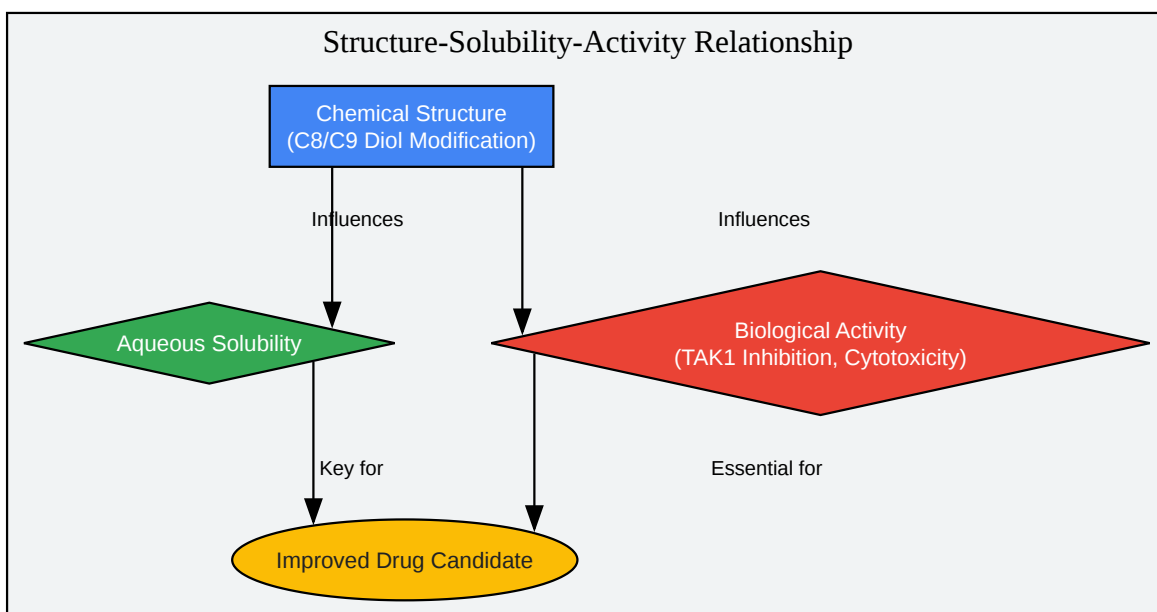 Structure-Solubility-Activity Relationship
Chemical Structure
(C8/C9 Diol Modification)
Influences
Influences
Aqueous Solubility
Biological Activity
(TAK1 Inhibition, Cytotoxicity)
Key for
Essential for
Improved Drug Candidate